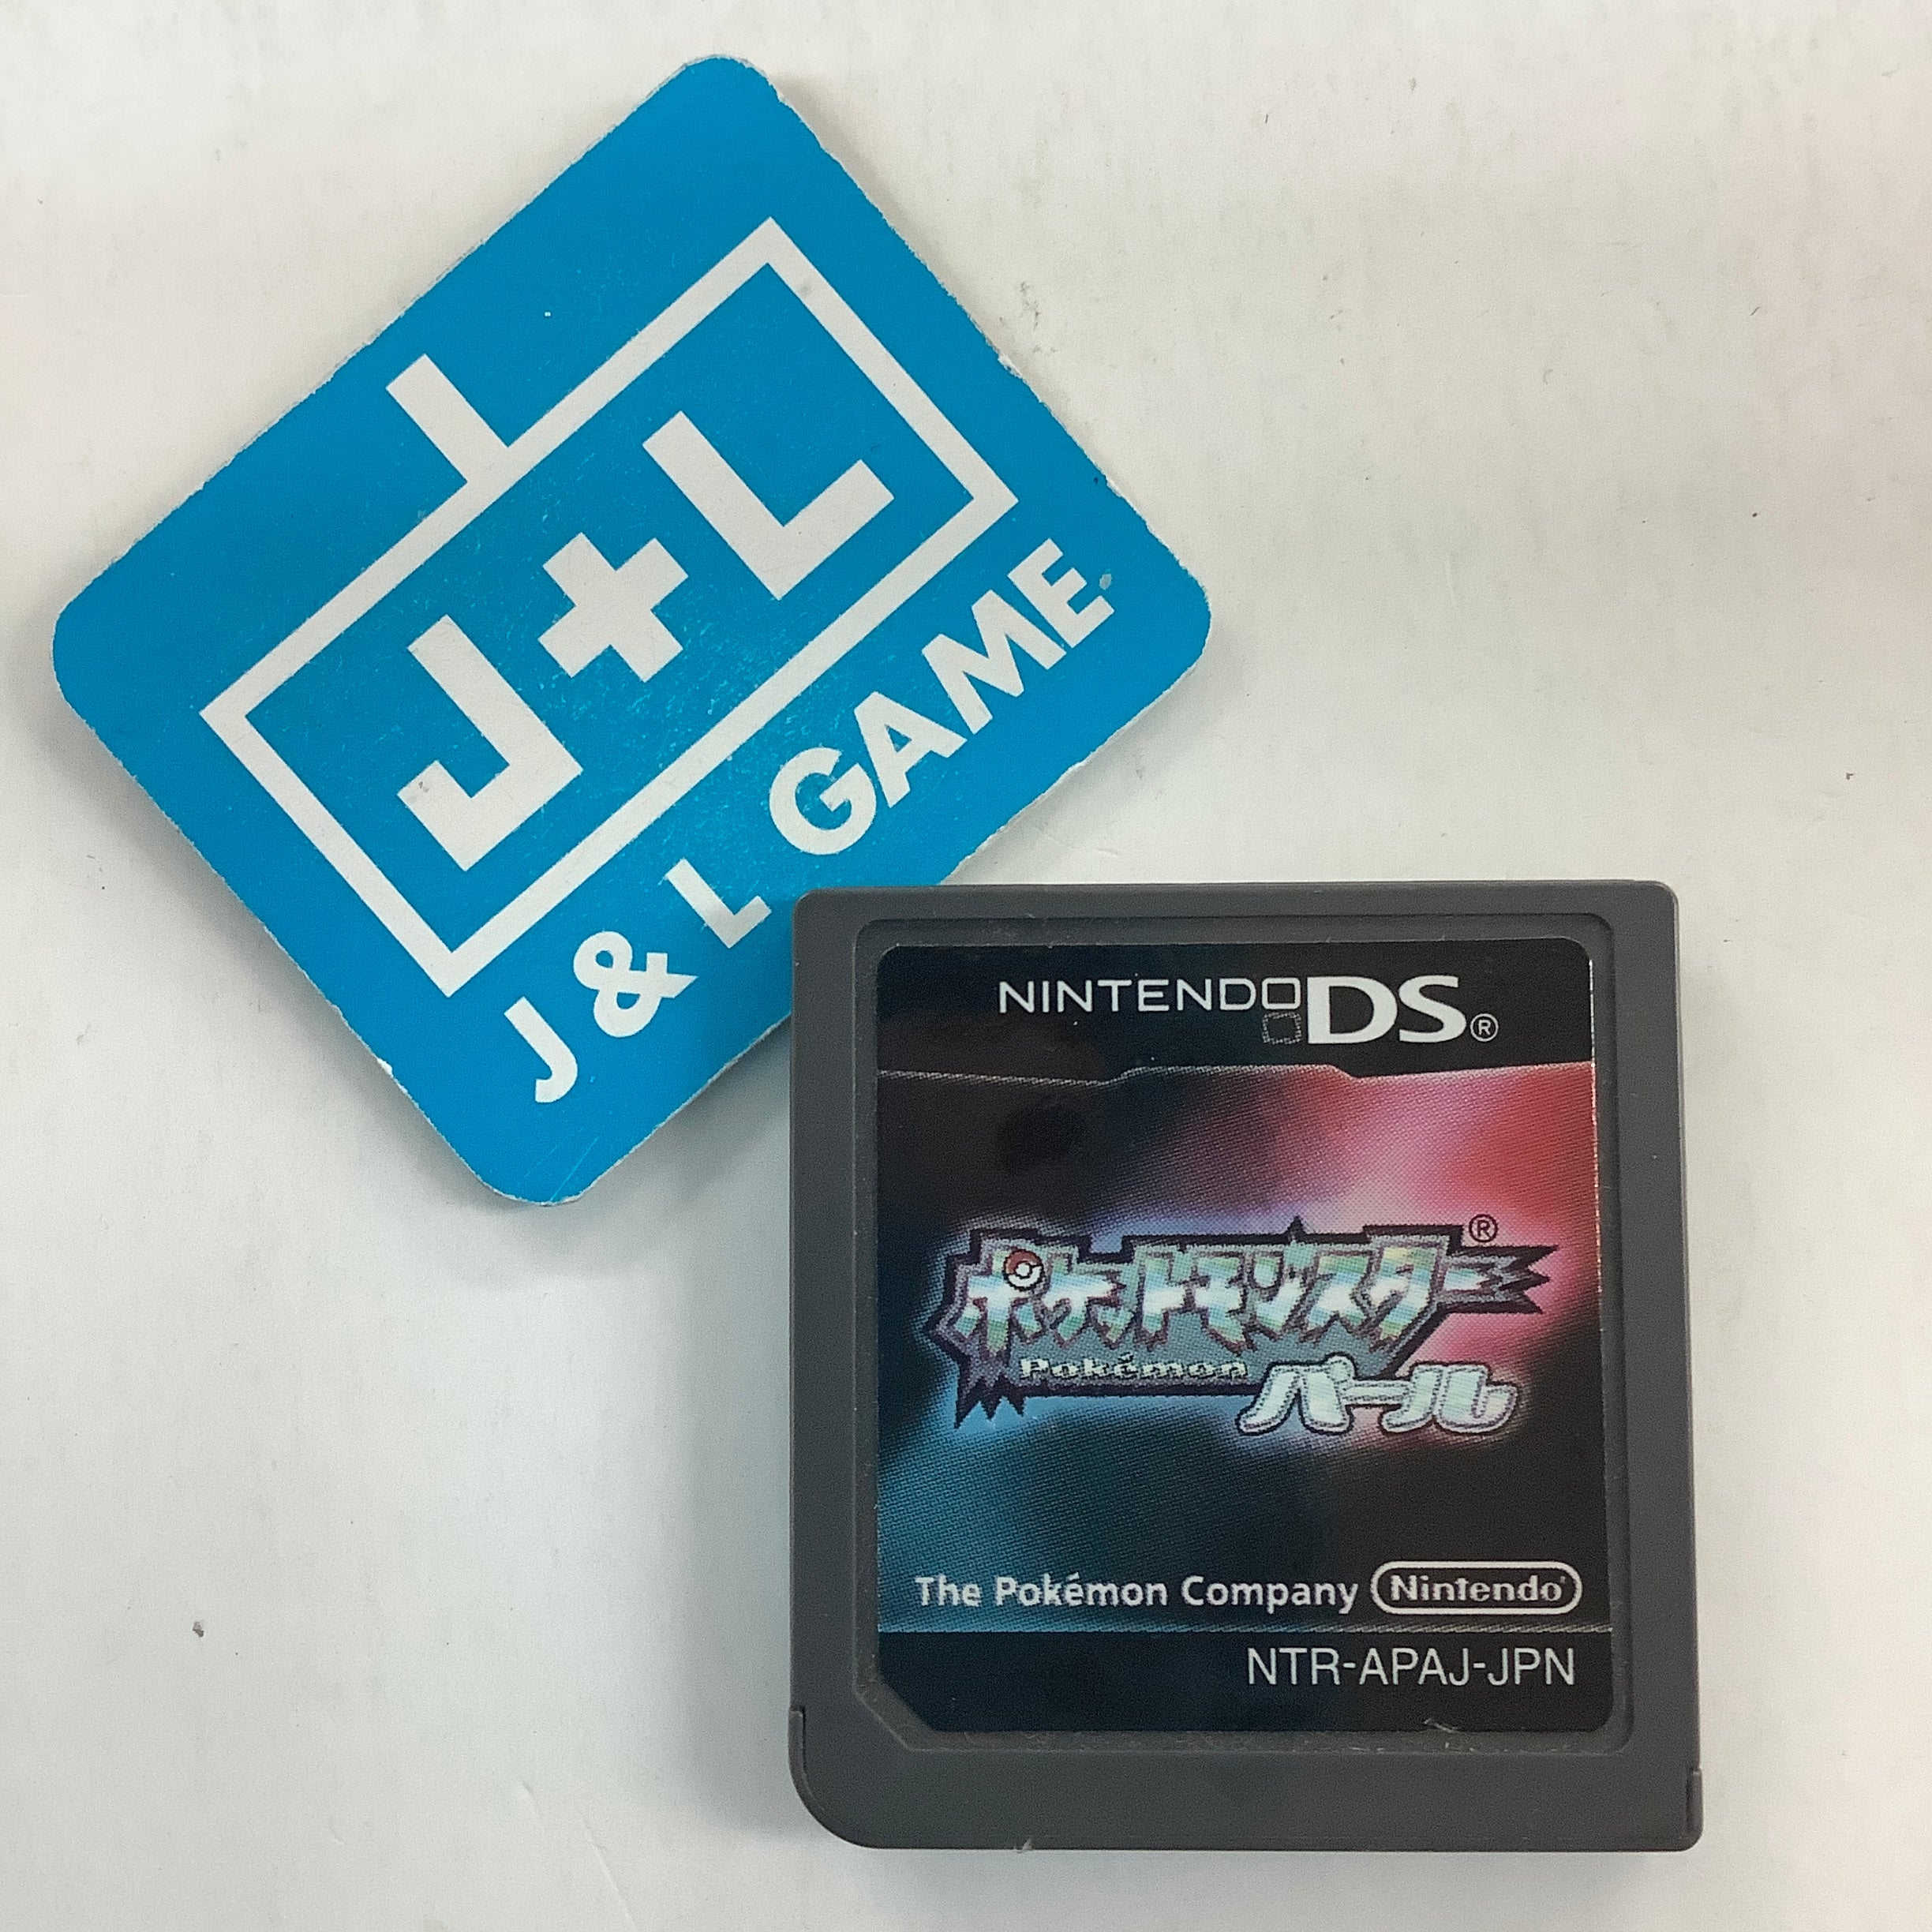 J+L
J & L GAME
NINTENDO DS®
ポケットモンスター®
Pokémon パール
The Pokémon Company Nintendo®
NTR-APAJ-JPN